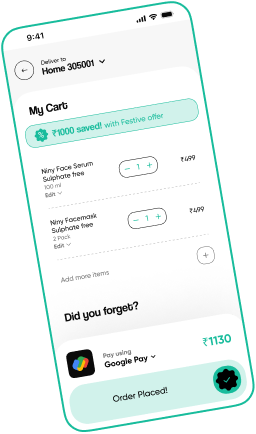 9:41
Deliver to
Home 305001
My Cart
₹1000 saved! with Festive offer
Niny Face Serum
Sulphate free
100 ml
Edit
1
₹499
Niny Facemask
Sulphate free
2 Pack
Edit
1
₹499
Add more items
Did you forget?
Pay using
Google Pay
₹1130
Order Placed!